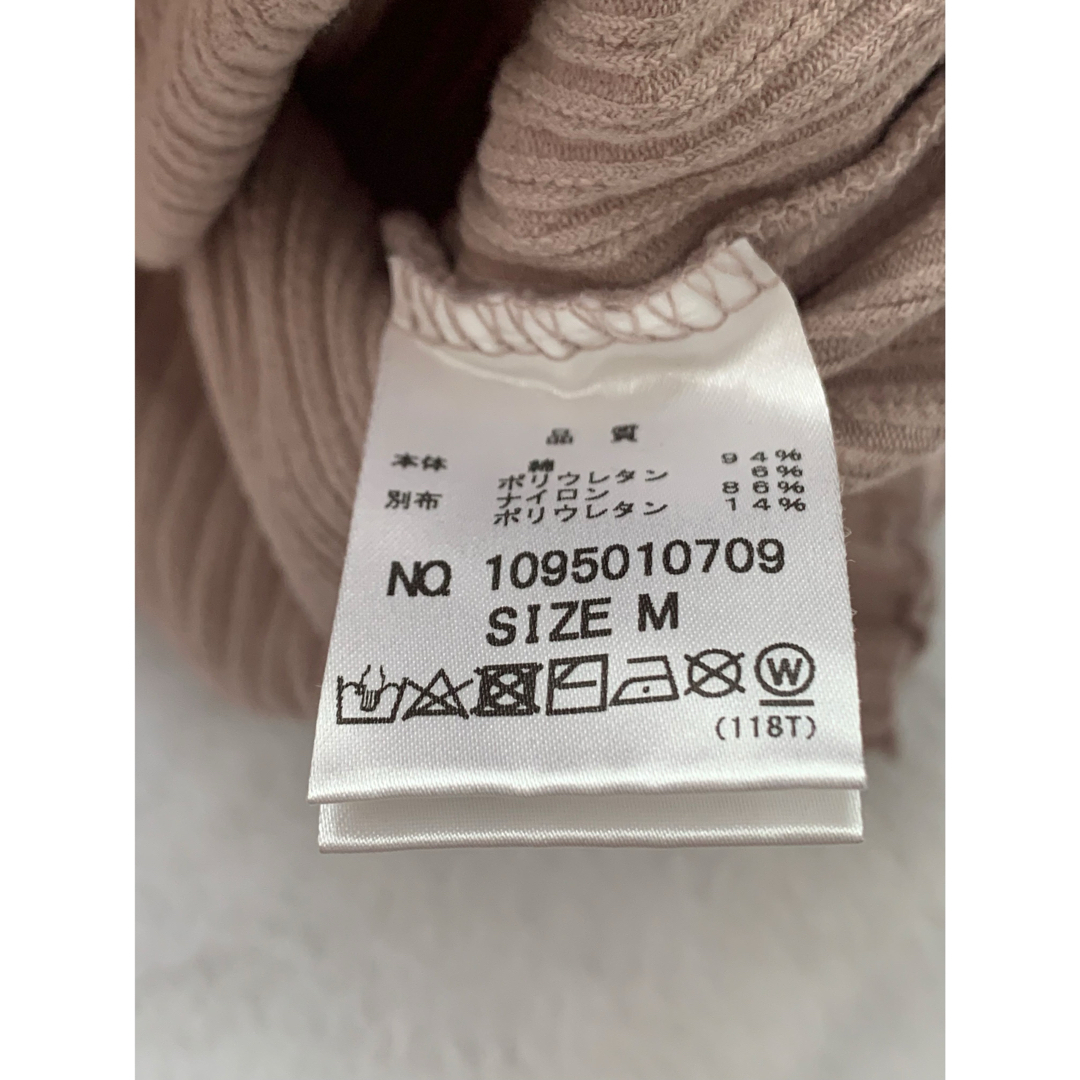 品 質
本体 綿 94%
ポリウレタン 6%
別布 ナイロン 86%
ポリウレタン 14%
NO 1095010709
SIZE M
W
(118T)